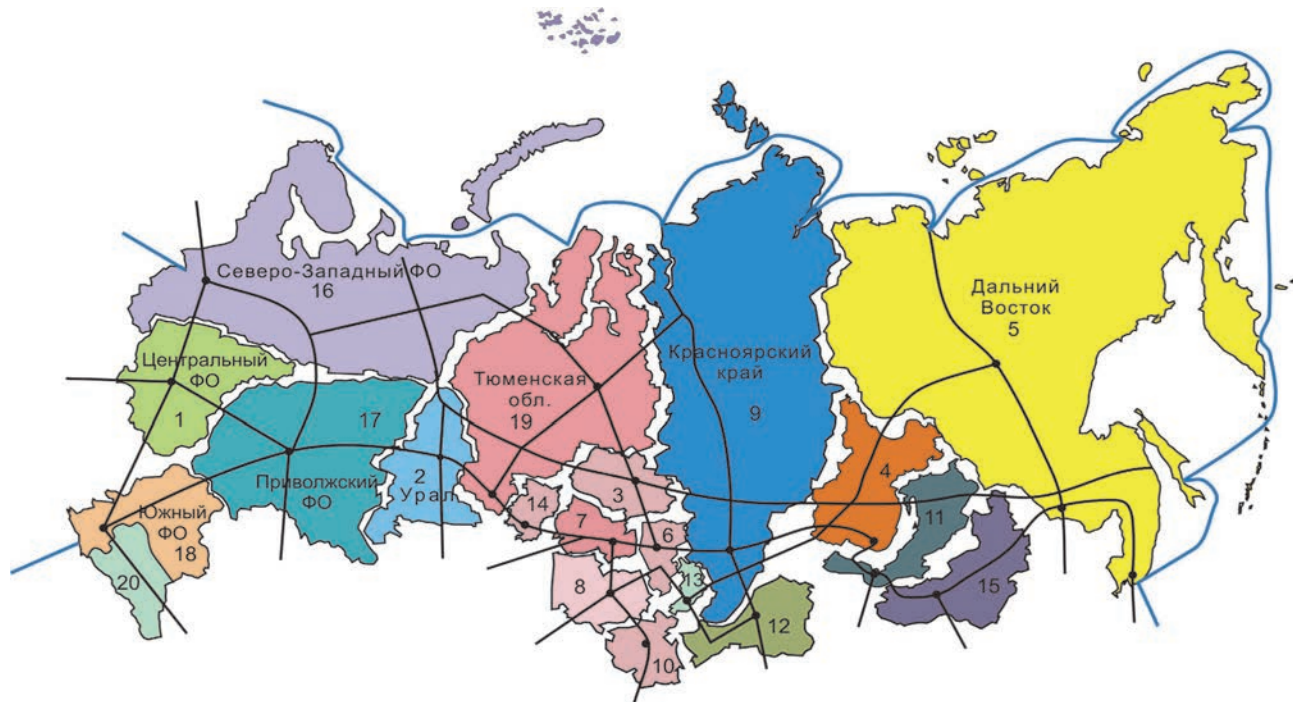 Северо-Западный ФО
16
Дальний
Восток
5
Центральный
ФО
1
Красноярский
край
9
Тюменская
обл.
19
17
Приволжский
ФО
2
Урал
4
3
14
7
6
11
Южный
ФО
18
8
13
15
20
12
10